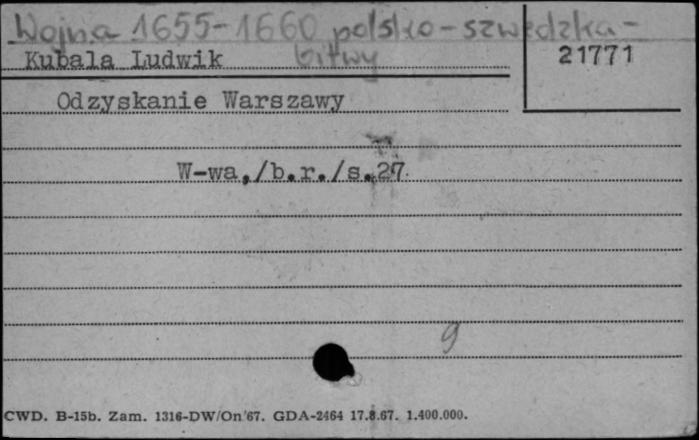 Wojna 1655-1660 polsko-szwedzka-
bitwy
Kubala Ludwik
21771
Odzyskanie Warszawy
W-wa,/b.r./s.27
9
CWD. B-15b. Zam. 1316-DW/On/67. GDA-2464 17.8.67. 1.400.000.